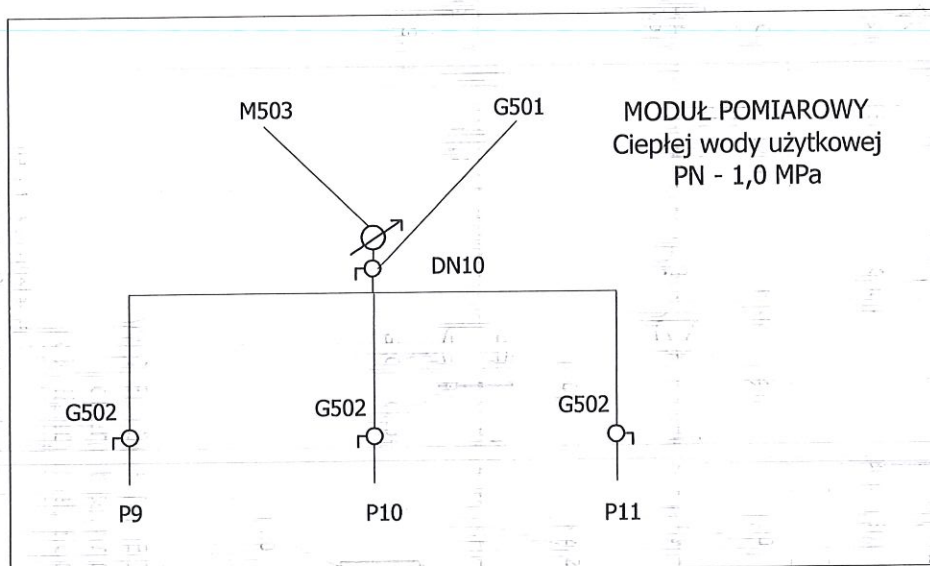 M503
G501
MODUŁ POMIAROWY
Ciepłej wody użytkowej
PN - 1,0 MPa
DN10
G502
G502
G502
P9
P10
P11